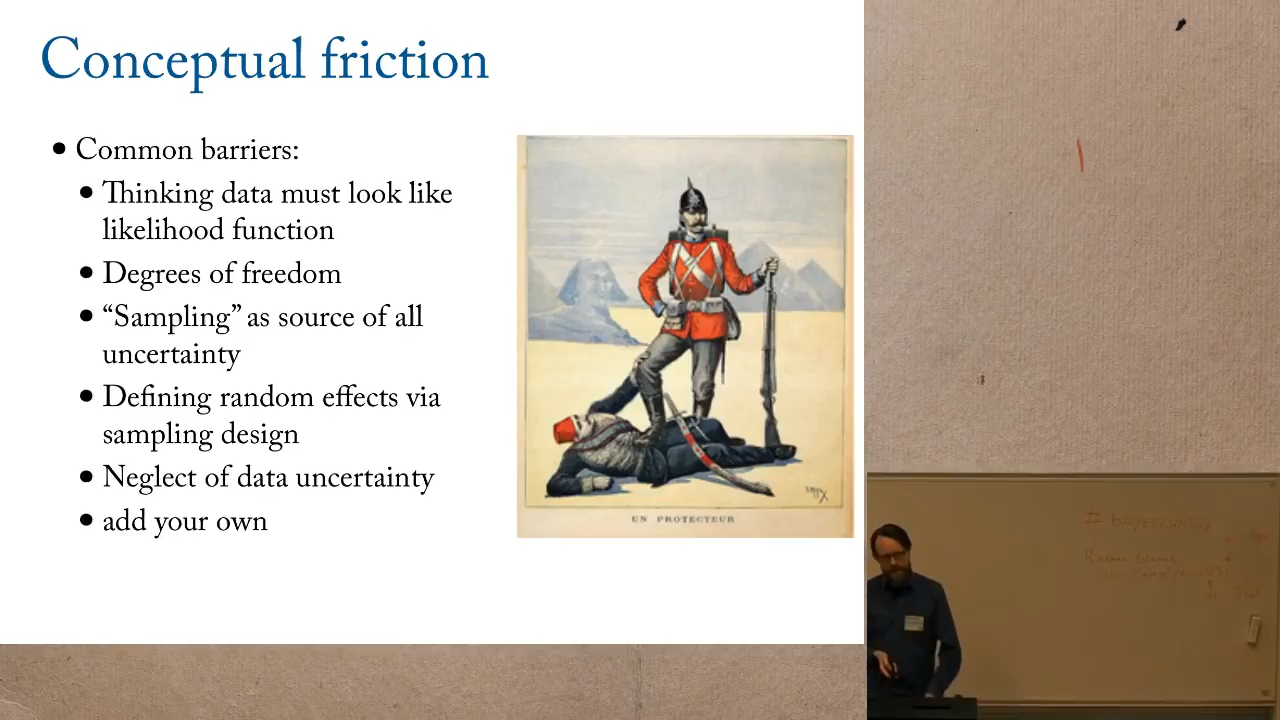 Conceptual friction
• Common barriers:
• Thinking data must look like
likelihood function
• Degrees of freedom
• “Sampling” as source of all
uncertainty
• Defining random effects via
sampling design
• Neglect of data uncertainty
• add your own
UN PROTECTEUR